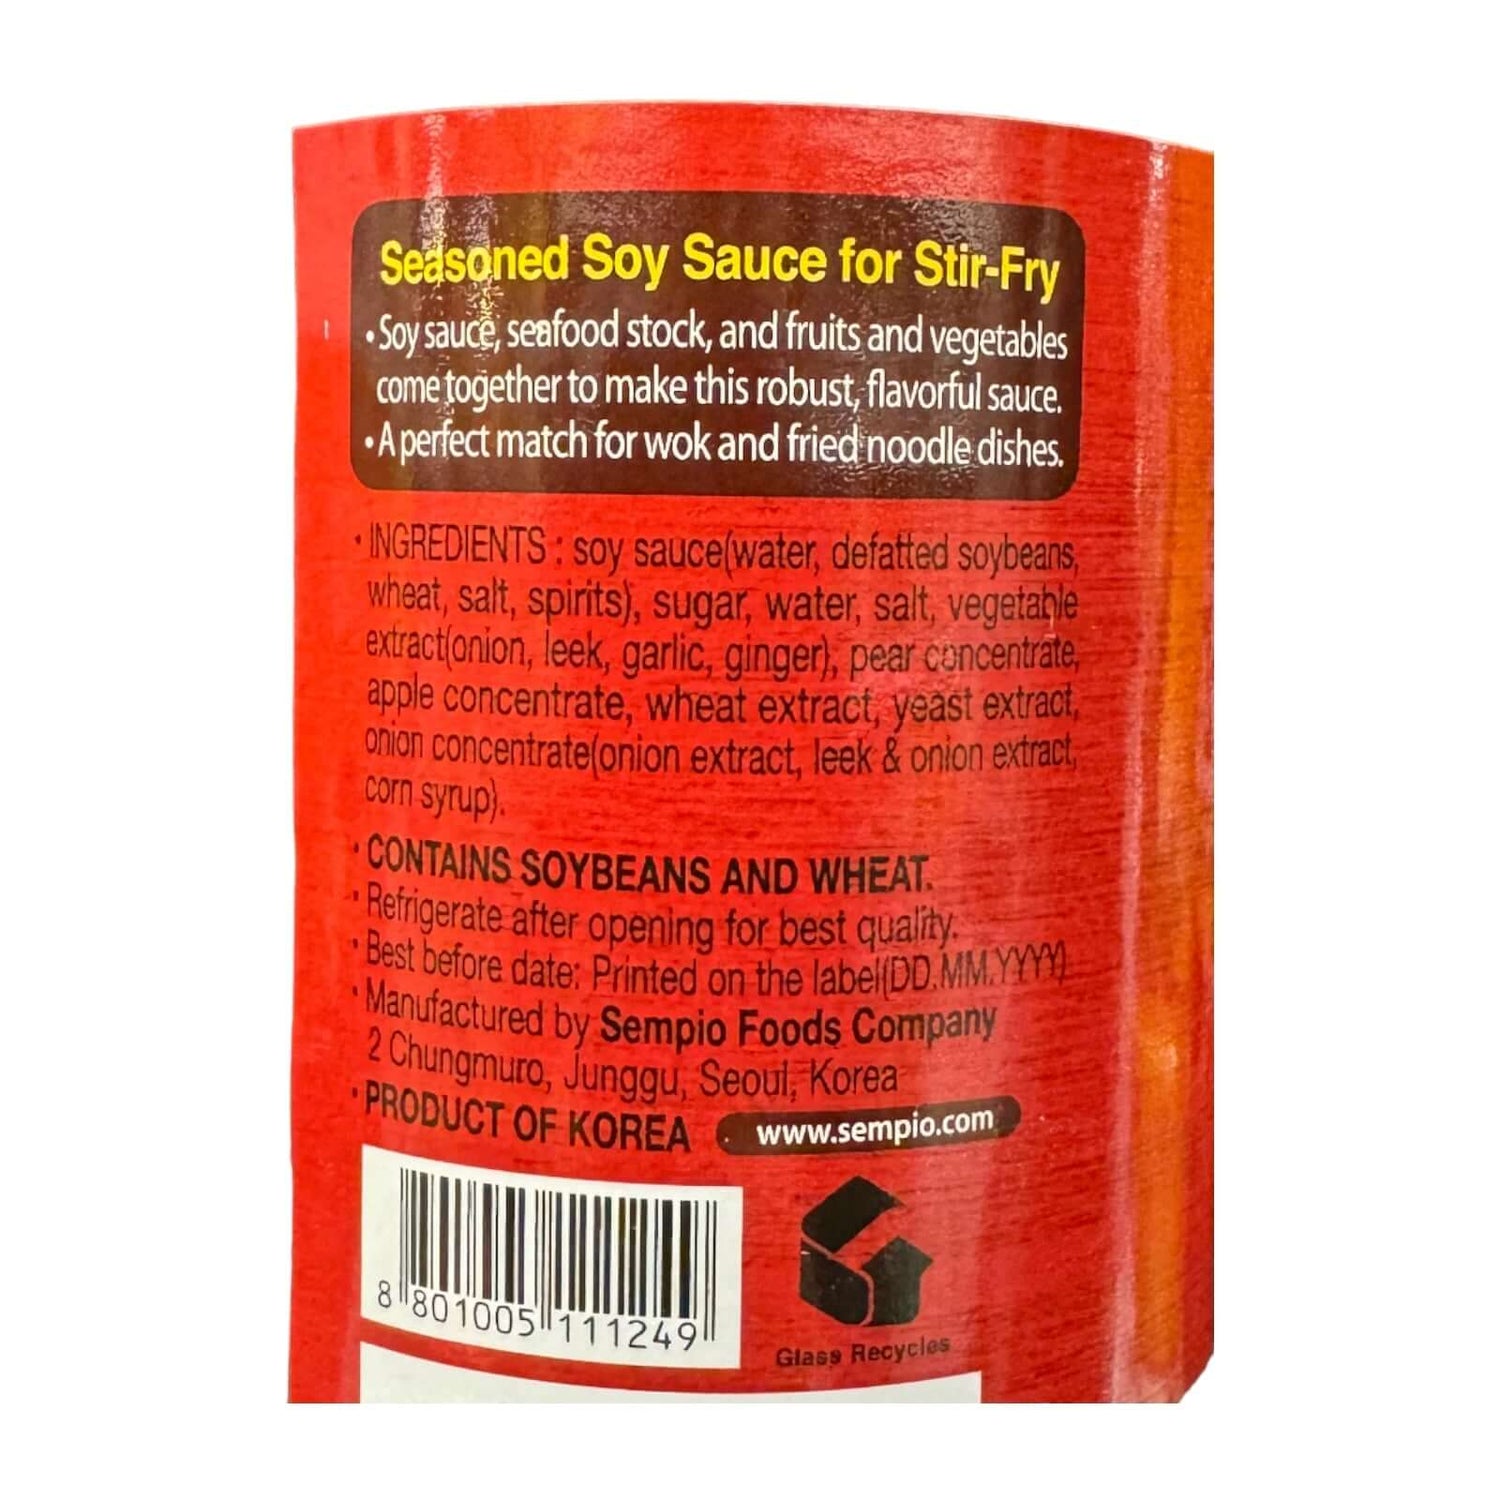 Seasoned Soy Sauce for Stir-Fry
• Soy sauce, seafood stock, and fruits and vegetables
come together to make this robust, flavorful sauce.
• A perfect match for wok and fried noodle dishes.
• INGREDIENTS : soy sauce(water, defatted soybeans,
wheat, salt, spirits), sugar, water, salt, vegetable
extract(onion, leek, garlic, ginger), pear concentrate,
apple concentrate, wheat extract, yeast extract,
onion concentrate(onion extract, leek & onion extract,
corn syrup).
• CONTAINS SOYBEANS AND WHEAT.
• Refrigerate after opening for best quality.
• Best before date: Printed on the label(DD.MM.YYYY)
• Manufactured by Sempio Foods Company
2 Chungmuro, Junggu, Seoul, Korea
• PRODUCT OF KOREA www.sempio.com
8 801005 111249
Glass Recycles